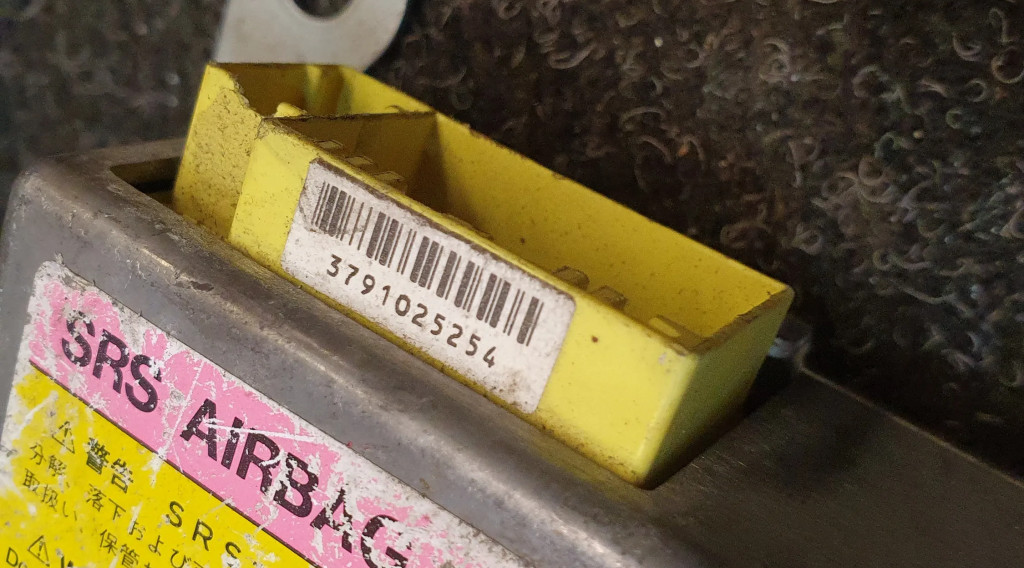 3791025254
SRS AIRBAG
⚠ 警告 SRS
分解、落下および
取扱い、保管
⚠